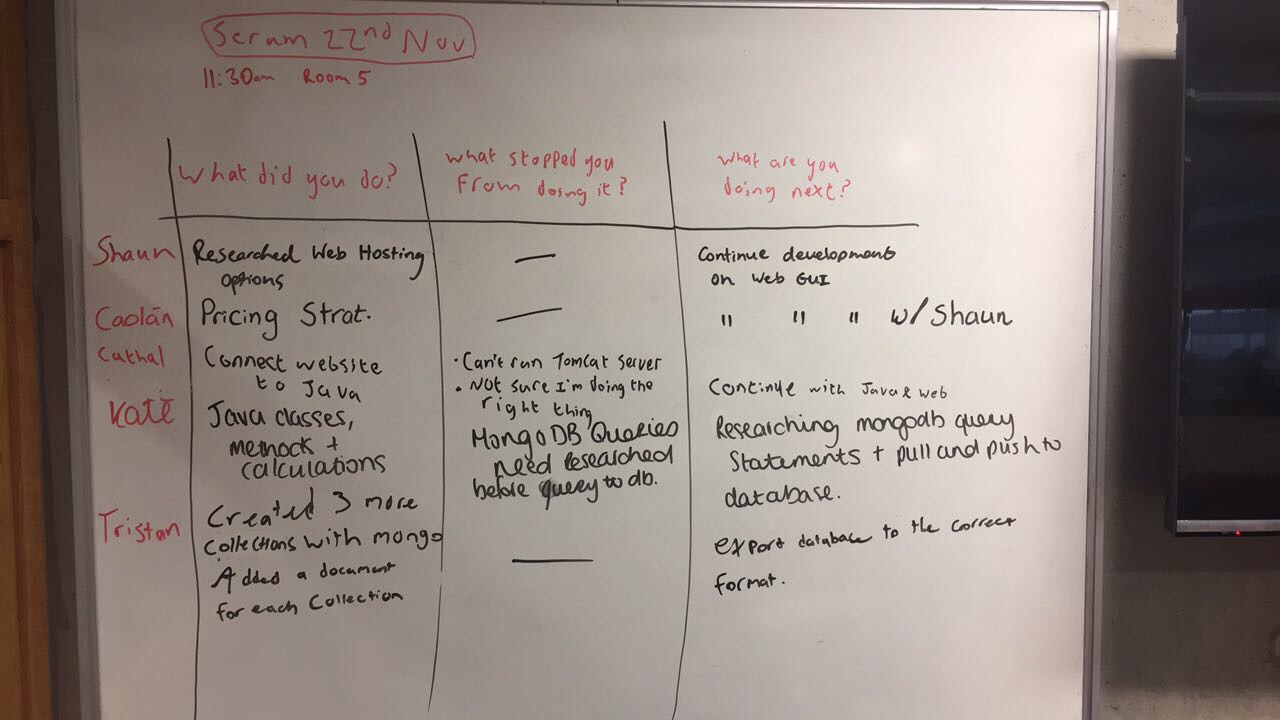 Scrum 22nd Nov
11:30am Room 5
What did you do?
What stopped you
From doing it?
What are you
doing next?
Shaun
Researched Web Hosting
options
—
Continue development
on Web GUI
Caolán
Pricing Strat.
—
" " " w/ Shaun
Cathal
Connect website
to Java
• Can't run Tomcat Server
• Not sure I'm doing the
right thing
Continue with Java & web
Kate
Java classes,
methods +
calculations
MongoDB Queries
need researched
before query to db.
Researching mongodb query
Statements + pull and push to
database.
Tristan
Created 3 more
Collections with mongo
Added a document
for each Collection
—
export database to the correct
format.